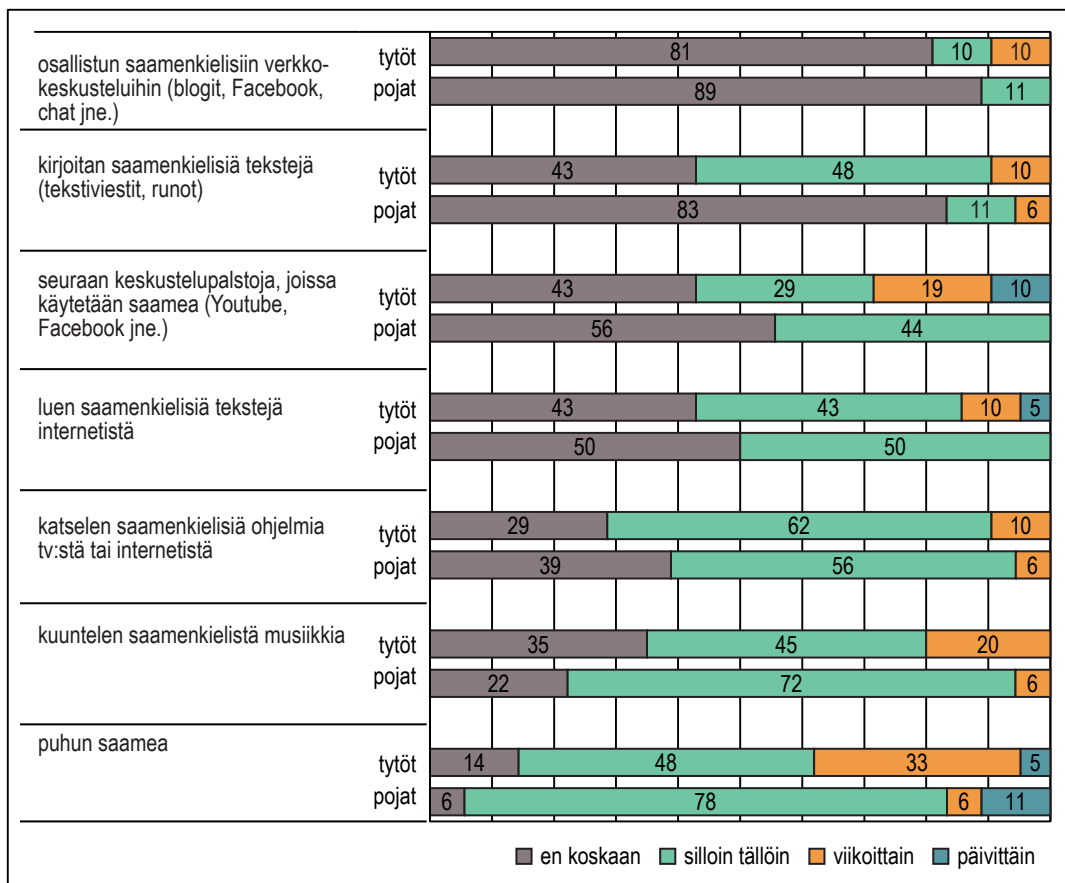 osallistun saamenkielisiin verkko-
keskusteluihin (blogit, Facebook,
chat jne.)
tytöt 81 10 10
pojat 89 11
kirjoitan saamenkielisiä tekstejä
(tekstiviestit, runot)
tytöt 43 48 10
pojat 83 11 6
seuraan keskustelupalstoja, joissa
käytetään saamea (Youtube,
Facebook jne.)
tytöt 43 29 19 10
pojat 56 44
luen saamenkielisiä tekstejä
internetistä
tytöt 43 43 10 5
pojat 50 50
katselen saamenkielisiä ohjelmia
tv:stä tai internetistä
tytöt 29 62 10
pojat 39 56 6
kuuntelen saamenkielistä musiikkia
tytöt 35 45 20
pojat 22 72 6
puhun saamea
tytöt 14 48 33 5
pojat 6 78 6 11
en koskaan silloin tällöin viikoittain päivittäin